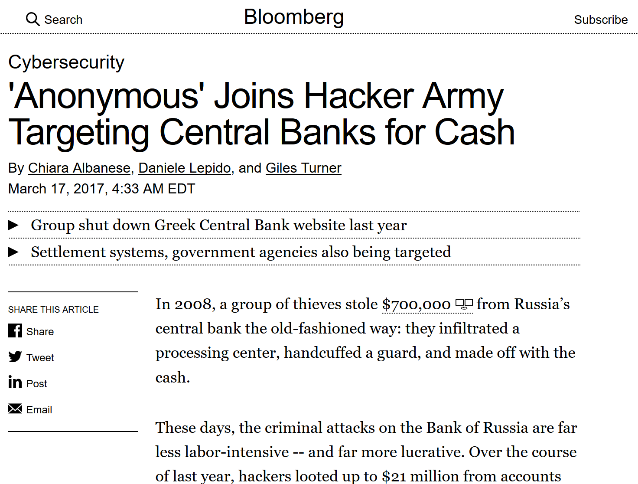 Search
Bloomberg
Subscribe
Cybersecurity
'Anonymous' Joins Hacker Army
Targeting Central Banks for Cash
By Chiara Albanese, Daniele Lepido, and Giles Turner
March 17, 2017, 4:33 AM EDT
Group shut down Greek Central Bank website last year
Settlement systems, government agencies also being targeted
SHARE THIS ARTICLE
Share
Tweet
Post
Email
In 2008, a group of thieves stole $700,000 from Russia's
central bank the old-fashioned way: they infiltrated a
processing center, handcuffed a guard, and made off with the
cash.
These days, the criminal attacks on the Bank of Russia are far
less labor-intensive -- and far more lucrative. Over the course
of last year, hackers looted up to $21 million from accounts